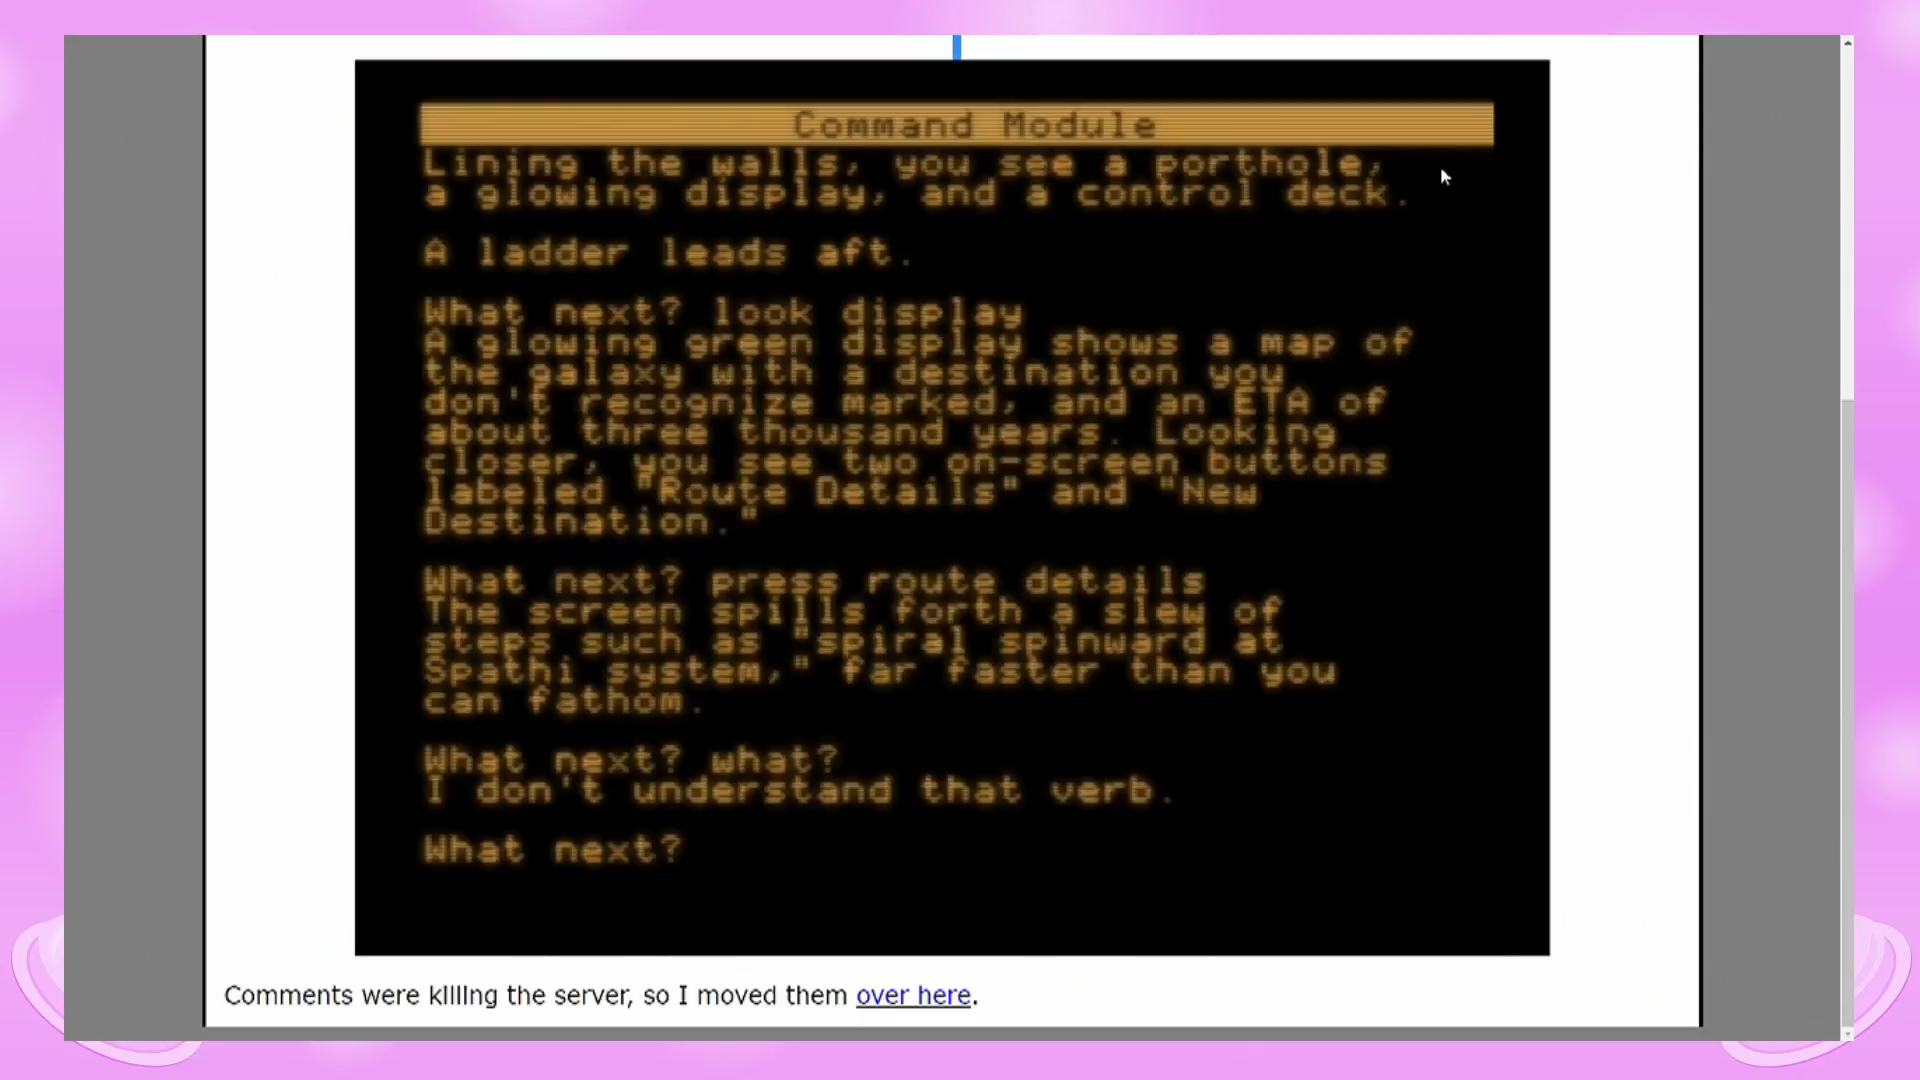 Command Module
Lining the walls, you see a porthole,
a glowing display, and a control deck.
A ladder leads aft.
What next? look display
A glowing green display shows a map of
the galaxy with a destination you
don't recognize marked, and an ETA of
about three thousand years. Looking
closer, you see two on-screen buttons
labeled "Route Details" and "New
Destination."
What next? press route details
The screen spills forth a slew of
steps such as "spiral spinward at
Spathi system," far faster than you
can fathom.
What next? what?
I don't understand that verb.
What next?
Comments were killing the server, so I moved them over here.